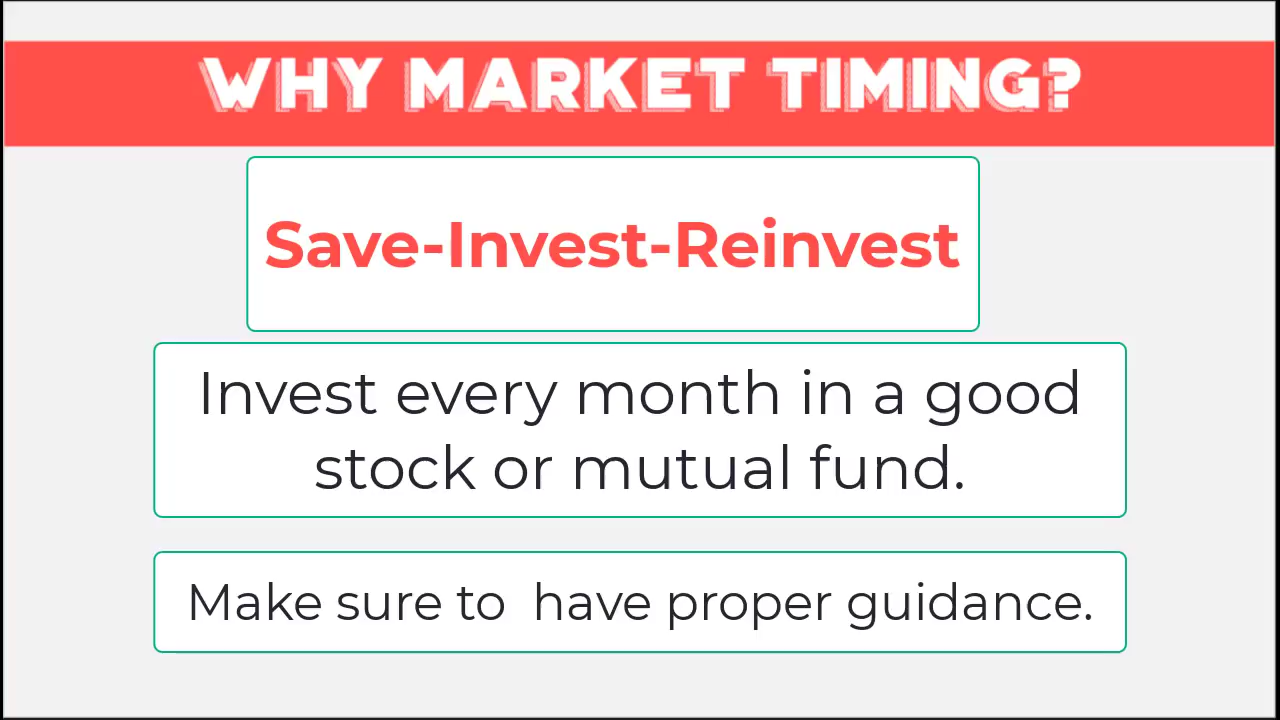 WHY MARKET TIMING?
Save-Invest-Reinvest
Invest every month in a good
stock or mutual fund.
Make sure to  have proper guidance.